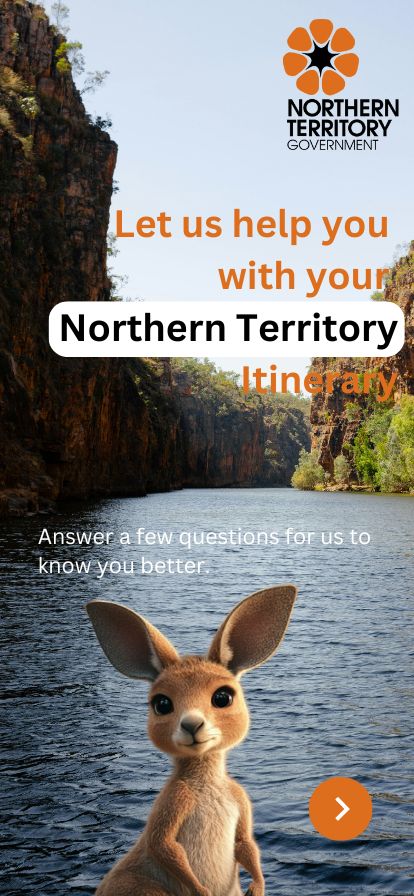 NORTHERN
TERRITORY
GOVERNMENT
Let us help you
with your
Northern Territory
Itinerary
Answer a few questions for us to
know you better.